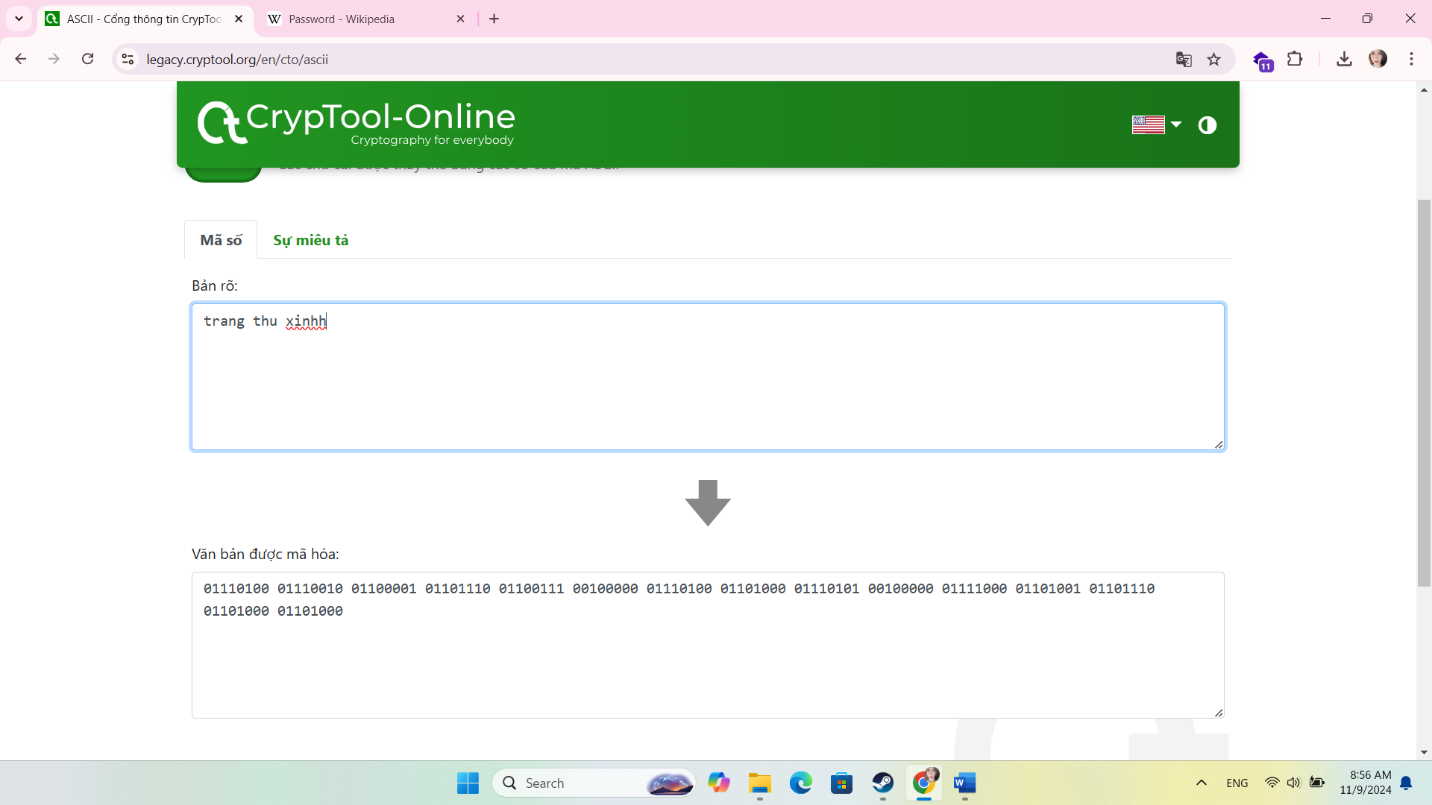 ASCII - Cổng thông tin CrypToo
W Password - Wikipedia
legacy.cryptool.org/en/cto/ascii
11
CrypTool-Online
Cryptography for everybody
Mã số
Sự miêu tả
Bản rõ:
trang thu xinhh
Văn bản được mã hóa:
01110100 01110010 01100001 01101110 01100111 00100000 01110100 01101000 01110101 00100000 01111000 01101001 01101110
01101000 01101000
Search
ENG
8:56 AM
11/9/2024